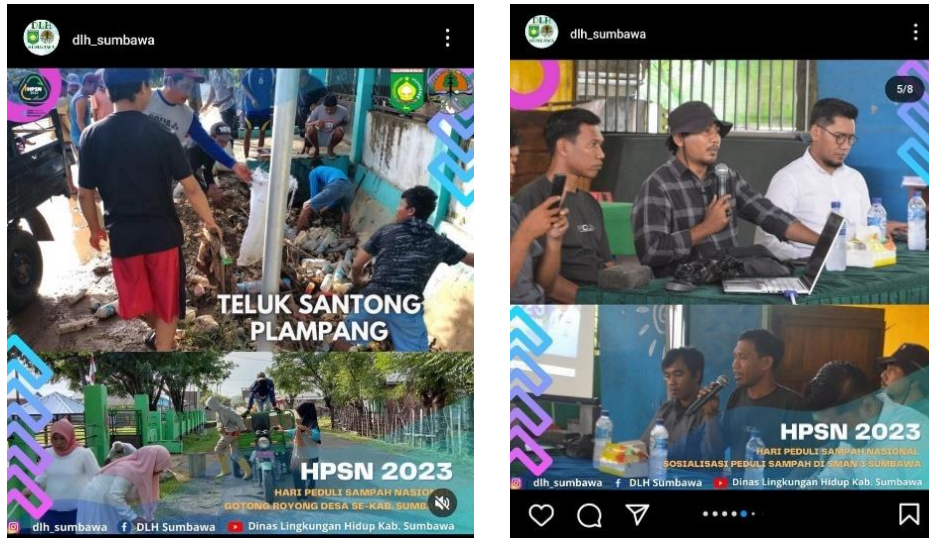 dlh_sumbawa
HPSN
TELUK SANTONG
PLAMPANG
HPSN 2023
HARI PEDULI SAMPAH NASIONAL
GOTONG ROYONG DESA SE-KAB. SUMB
dlh_sumbawa DLH Sumbawa Dinas Lingkungan Hidup Kab. Sumbawa
dlh_sumbawa
5/8
HPSN 2023
HARI PEDULI SAMPAH NASIONAL
SOSIALISASI PEDULI SAMPAH DI SMAN 3 SUMBAWA
dlh_sumbawa DLH Sumbawa Dinas Lingkungan Hidup Kab. Sumbawa